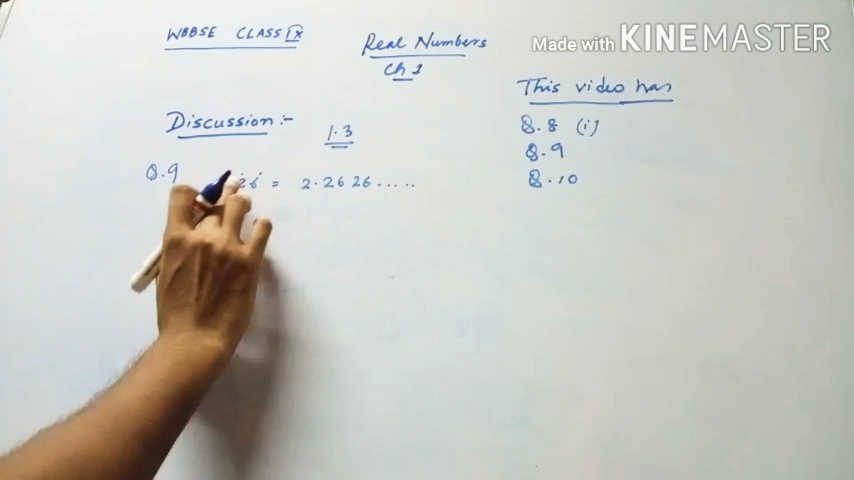 WBBSE CLASS IX
Real Numbers
Ch 1
Made with KINEMASTER
This video has
Discussion:-
1.3
Q.8 (i)
Q.9
Q.10
Q.9 26 = 2.2626.....